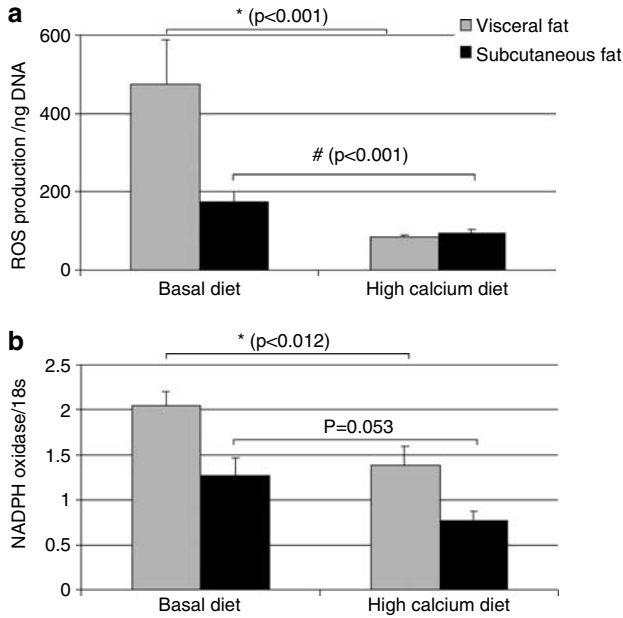 a
* (p<0.001)
Visceral fat
Subcutaneous fat
ROS production /ng DNA
600
400
200
0
# (p<0.001)
Basal diet
High calcium diet
b
* (p<0.012)
NADPH oxidase/18s
2.5
2
1.5
1
0.5
0
P=0.053
Basal diet
High calcium diet